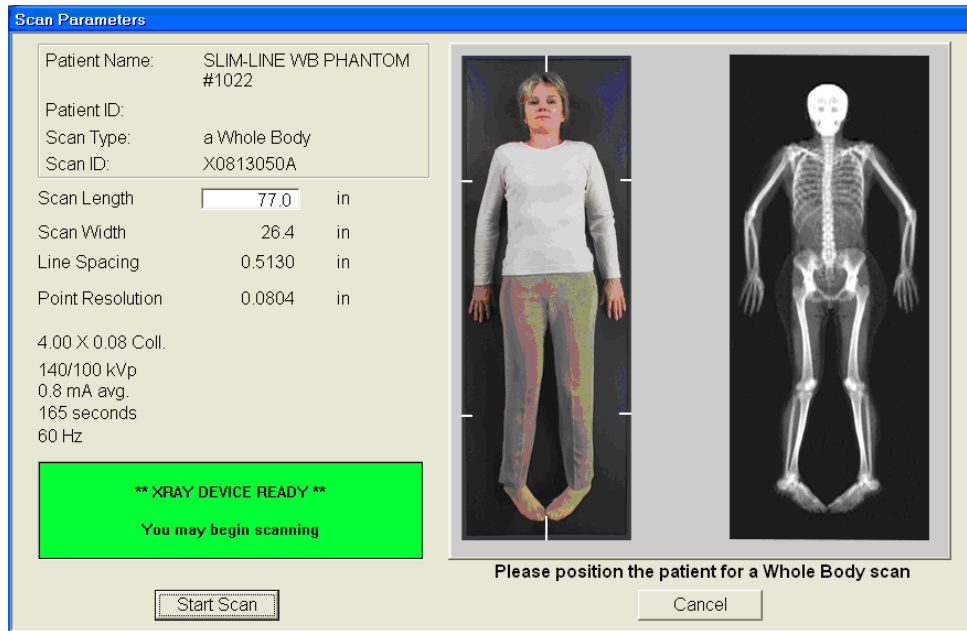 Scan Parameters
Patient Name: SLIM-LINE WB PHANTOM
#1022
Patient ID:
Scan Type: a Whole Body
Scan ID: X0813050A
Scan Length 77.0 in
Scan Width 26.4 in
Line Spacing 0.5130 in
Point Resolution 0.0804 in
4.00 X 0.08 Coll.
140/100 kVp
0.8 mA avg.
165 seconds
60 Hz
** XRAY DEVICE READY **
You may begin scanning
Please position the patient for a Whole Body scan
Start Scan
Cancel